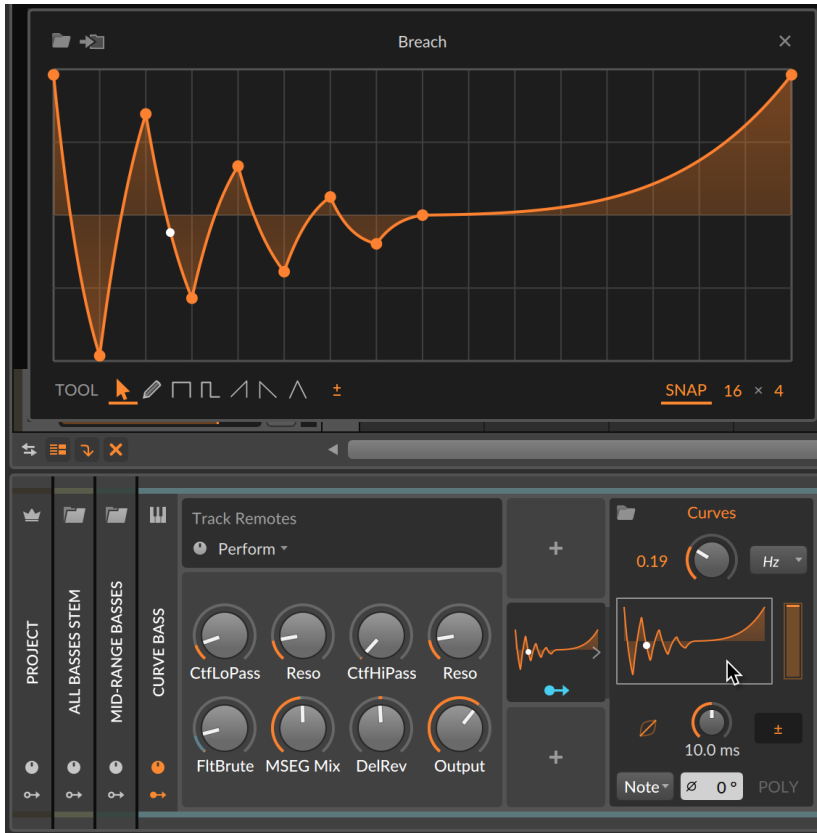 Breach
TOOL
±
SNAP 16 × 4
PROJECT
ALL BASSES STEM
MID-RANGE BASSES
CURVE BASS
Track Remotes
Perform
CtfLoPass Reso CtfHiPass Reso
FltBrute MSEG Mix DelRev Output
+
+
Curves
0.19 Hz
10.0 ms ±
Note Ø 0° POLY